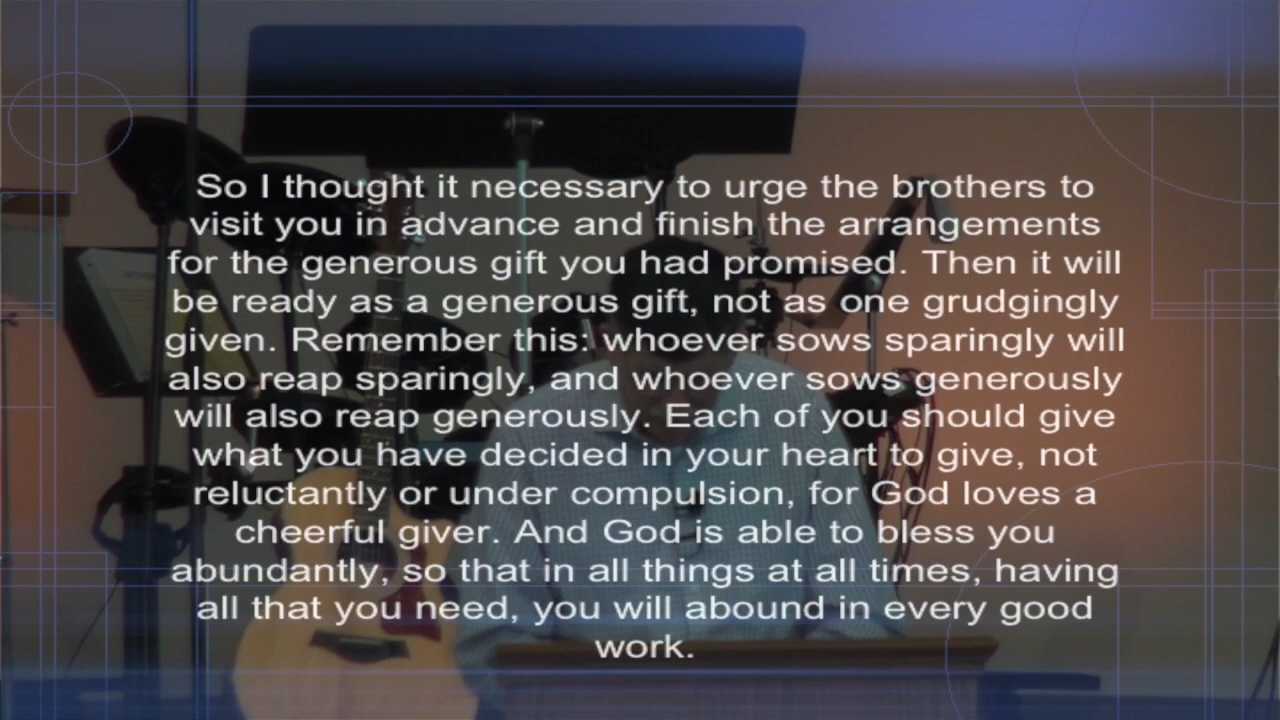 So I thought it necessary to urge the brothers to
visit you in advance and finish the arrangements
for the generous gift you had promised. Then it will
be ready as a generous gift, not as one grudgingly
given. Remember this: whoever sows sparingly will
also reap sparingly, and whoever sows generously
will also reap generously. Each of you should give
what you have decided in your heart to give, not
reluctantly or under compulsion, for God loves a
cheerful giver. And God is able to bless you
abundantly, so that in all things at all times, having
all that you need, you will abound in every good
work.